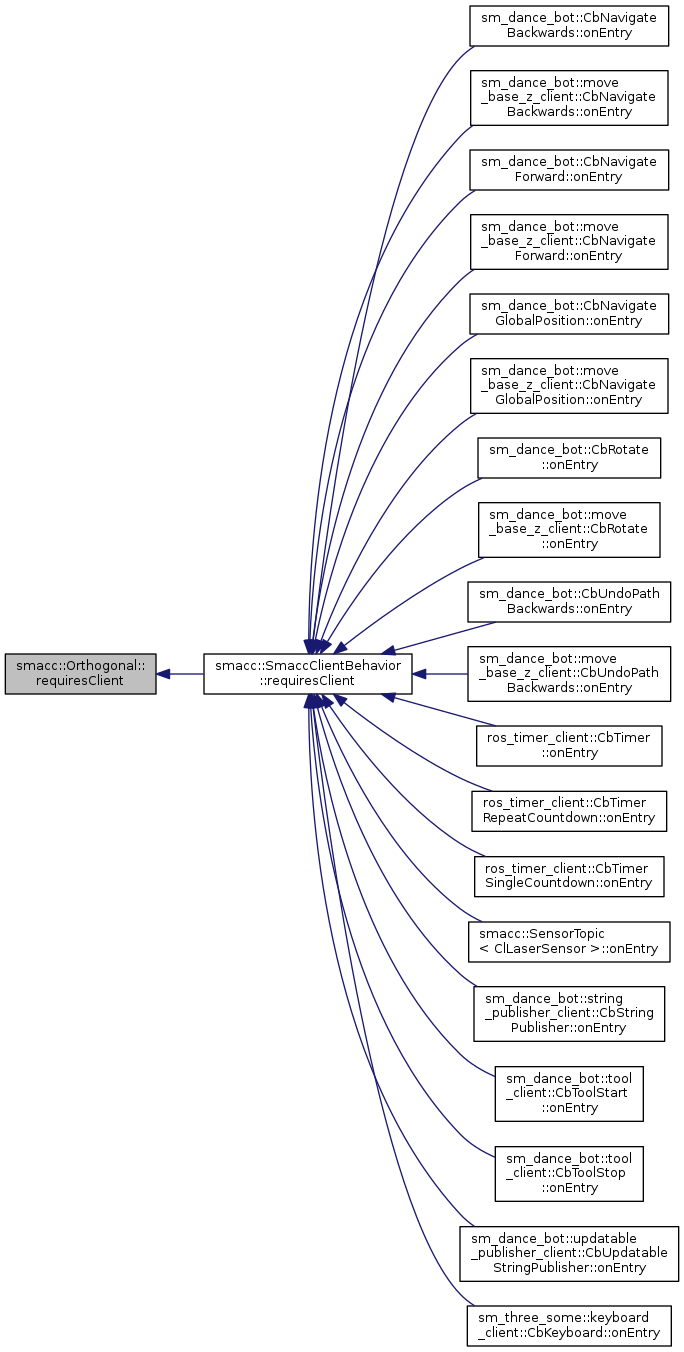 sm_dance_bot::CbNavigate
Backwards::onEntry
sm_dance_bot::move
_base_z_client::CbNavigate
Backwards::onEntry
sm_dance_bot::CbNavigate
Forward::onEntry
sm_dance_bot::move
_base_z_client::CbNavigate
Forward::onEntry
sm_dance_bot::CbNavigate
GlobalPosition::onEntry
sm_dance_bot::move
_base_z_client::CbNavigate
GlobalPosition::onEntry
sm_dance_bot::CbRotate
::onEntry
sm_dance_bot::move
_base_z_client::CbRotate
::onEntry
sm_dance_bot::CbUndoPath
Backwards::onEntry
smacc::Orthogonal::
requiresClient
smacc::SmaccClientBehavior
::requiresClient
sm_dance_bot::move
_base_z_client::CbUndoPath
Backwards::onEntry
ros_timer_client::CbTimer
::onEntry
ros_timer_client::CbTimer
RepeatCountdown::onEntry
ros_timer_client::CbTimer
SingleCountdown::onEntry
smacc::SensorTopic
< ClLaserSensor >::onEntry
sm_dance_bot::string
_publisher_client::CbString
Publisher::onEntry
sm_dance_bot::tool
_client::CbToolStart
::onEntry
sm_dance_bot::tool
_client::CbToolStop
::onEntry
sm_dance_bot::updatable
_publisher_client::CbUpdatable
StringPublisher::onEntry
sm_three_some::keyboard
_client::CbKeyboard::onEntry